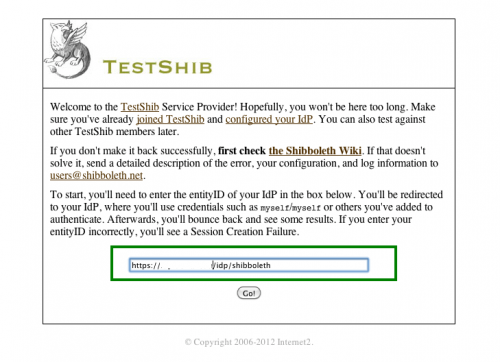 TESTSHIB
Welcome to the TestShib Service Provider! Hopefully, you won't be here too long. Make
sure you've already joined TestShib and configured your IdP. You can also test against
other TestShib members later.
If you don't make it back successfully, first check the Shibboleth Wiki. If that doesn't
solve it, send a detailed description of the error, your configuration, and log information to
users@shibboleth.net.
To start, you'll need to enter the entityID of your IdP in the box below. You'll be redirected
to your IdP, where you'll use credentials such as myself/myself or others you've added to
authenticate. Afterwards, you'll bounce back and see some results. If you enter your
entityID incorrectly, you'll see a Session Creation Failure.
https:// /idp/shibboleth
Go!
© Copyright 2006-2012 Internet2.